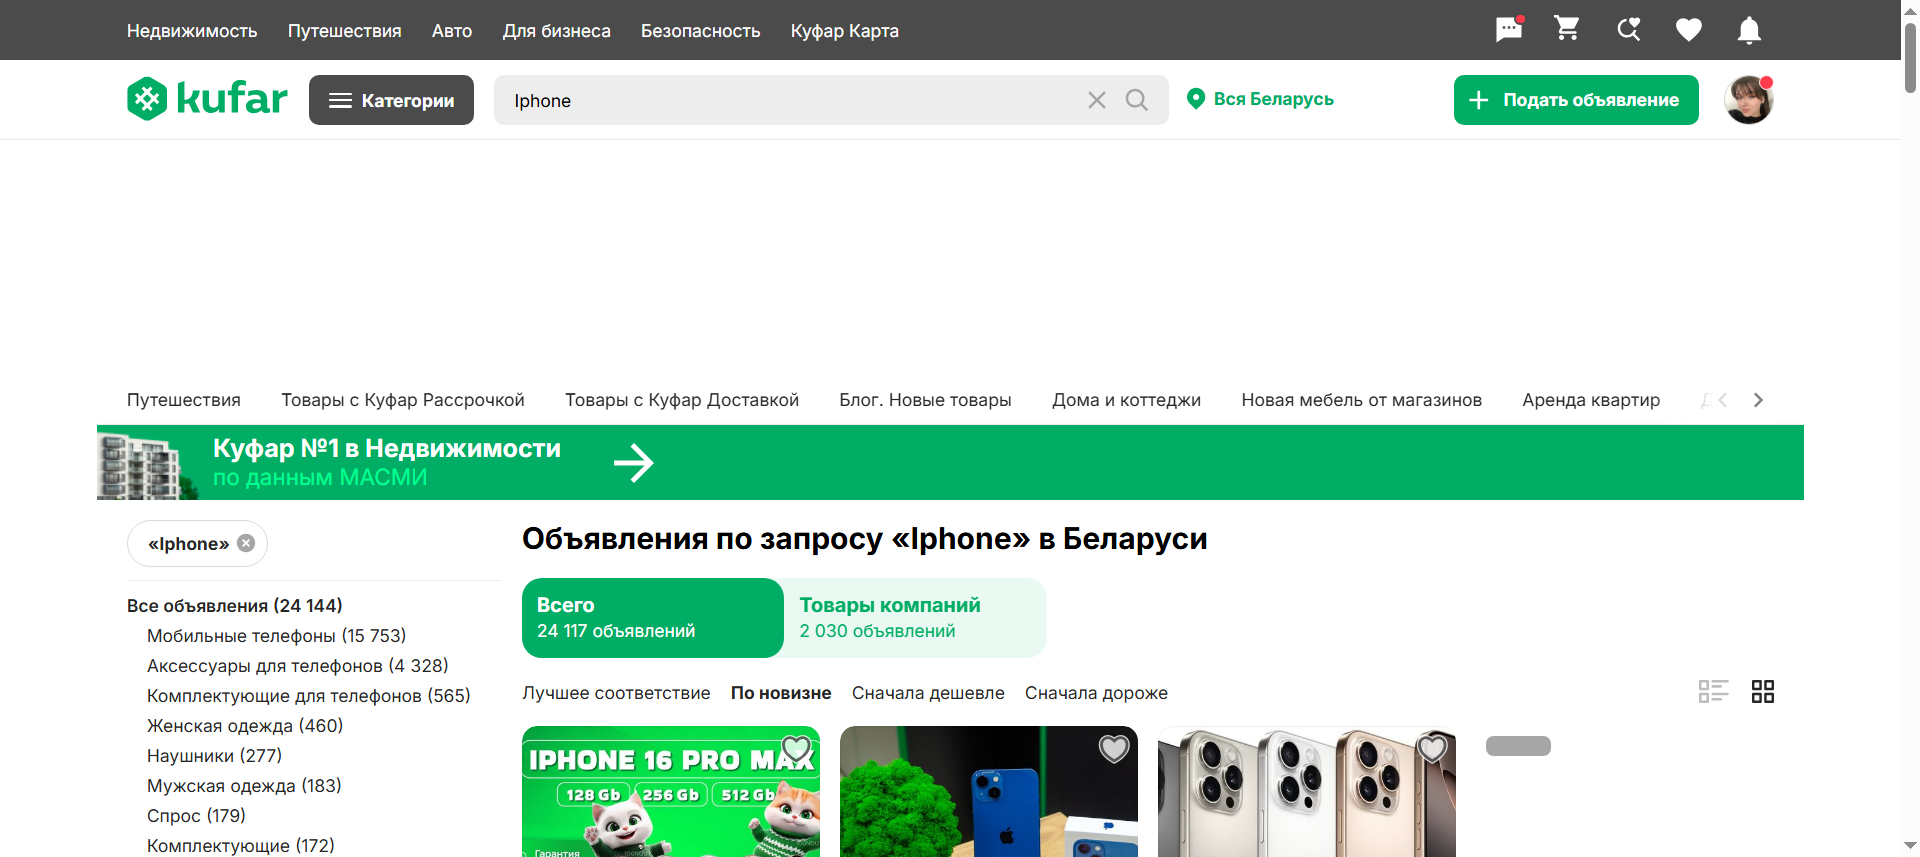 Недвижимость Путешествия Авто Для бизнеса Безопасность Куфар Карта
kufar Категории Iphone Вся Беларусь Подать объявление
Путешествия Товары с Куфар Рассрочкой Товары с Куфар Доставкой Блог. Новые товары Дома и коттеджи Новая мебель от магазинов Аренда квартир
Куфар №1 в Недвижимости
по данным МАСМИ
«Iphone»
Все объявления (24 144)
Мобильные телефоны (15 753)
Аксессуары для телефонов (4 328)
Комплектующие для телефонов (565)
Женская одежда (460)
Наушники (277)
Мужская одежда (183)
Спрос (179)
Комплектующие (172)
Объявления по запросу «Iphone» в Беларуси
Всего
24 117 объявлений
Товары компаний
2 030 объявлений
Лучшее соответствие По новизне Сначала дешевле Сначала дороже
IPHONE 16 PRO MAX
128 Gb 256 Gb 512 Gb
Гарантия